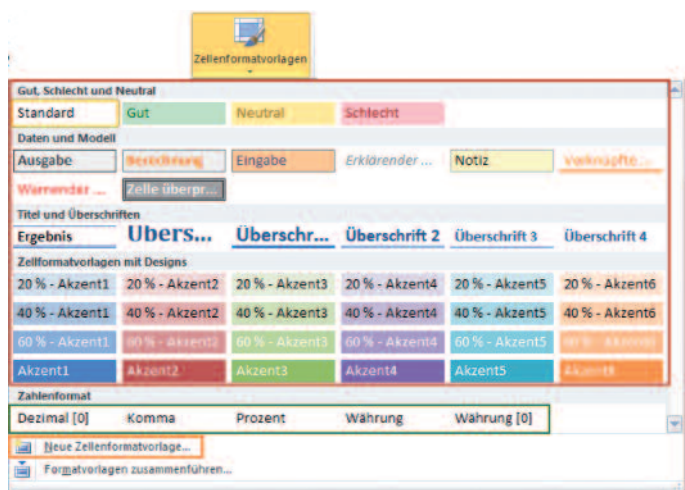 Zellenformatvorlagen
Gut, Schlecht und Neutral
Standard Gut Neutral Schlecht
Daten und Modell
Ausgabe Berechnung Eingabe Erklärender ... Notiz Verknüpfte ...
Warnender ... Zelle überpr...
Titel und Überschriften
Ergebnis Übers... Überschr... Überschrift 2 Überschrift 3 Überschrift 4
Zellformatvorlagen mit Designs
20 % - Akzent1 20 % - Akzent2 20 % - Akzent3 20 % - Akzent4 20 % - Akzent5 20 % - Akzent6
40 % - Akzent1 40 % - Akzent2 40 % - Akzent3 40 % - Akzent4 40 % - Akzent5 40 % - Akzent6
60 % - Akzent1 60 % - Akzent2 60 % - Akzent3 60 % - Akzent4 60 % - Akzent5
Akzent1 Akzent2 Akzent3 Akzent4 Akzent5 Akzent6
Zahlenformat
Dezimal [0] Komma Prozent Währung Währung [0]
Neue Zellenformatvorlage...
Formatvorlagen zusammenführen...